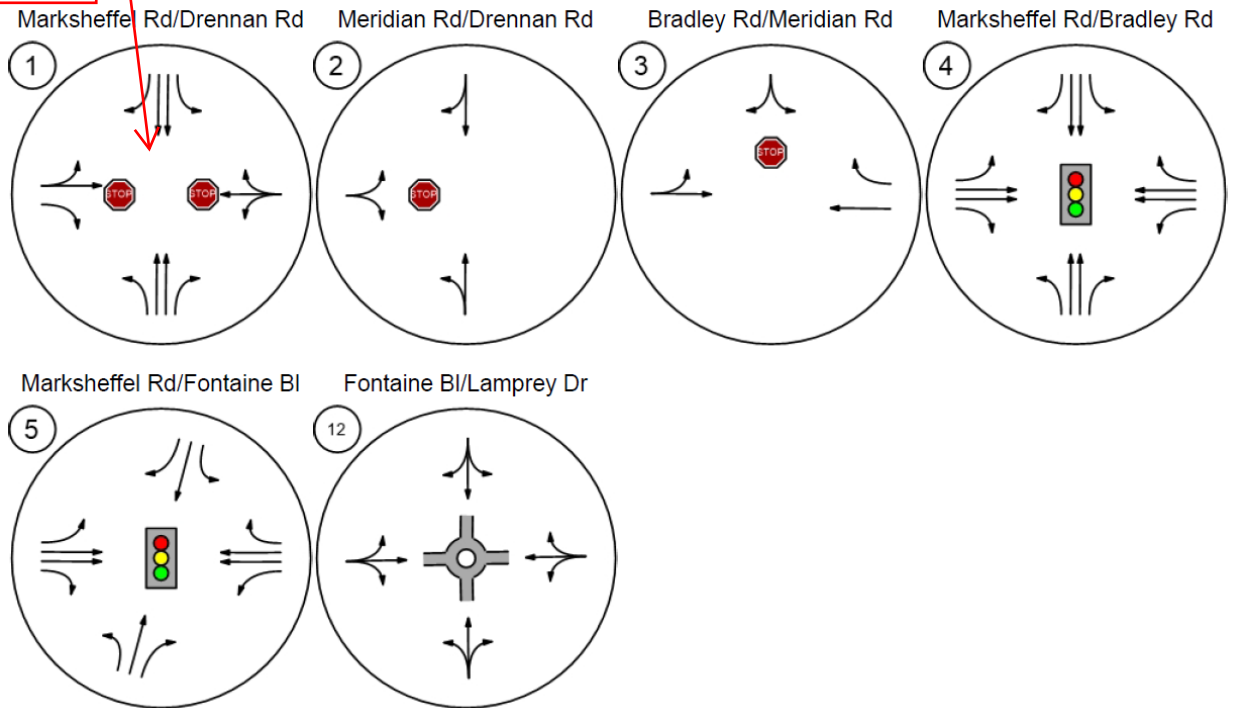 Marksheffel Rd/Drennan Rd
Meridian Rd/Drennan Rd
Bradley Rd/Meridian Rd
Marksheffel Rd/Bradley Rd
1
2
3
4
STOP
STOP
STOP
STOP
Marksheffel Rd/Fontaine Bl
Fontaine Bl/Lamprey Dr
5
12